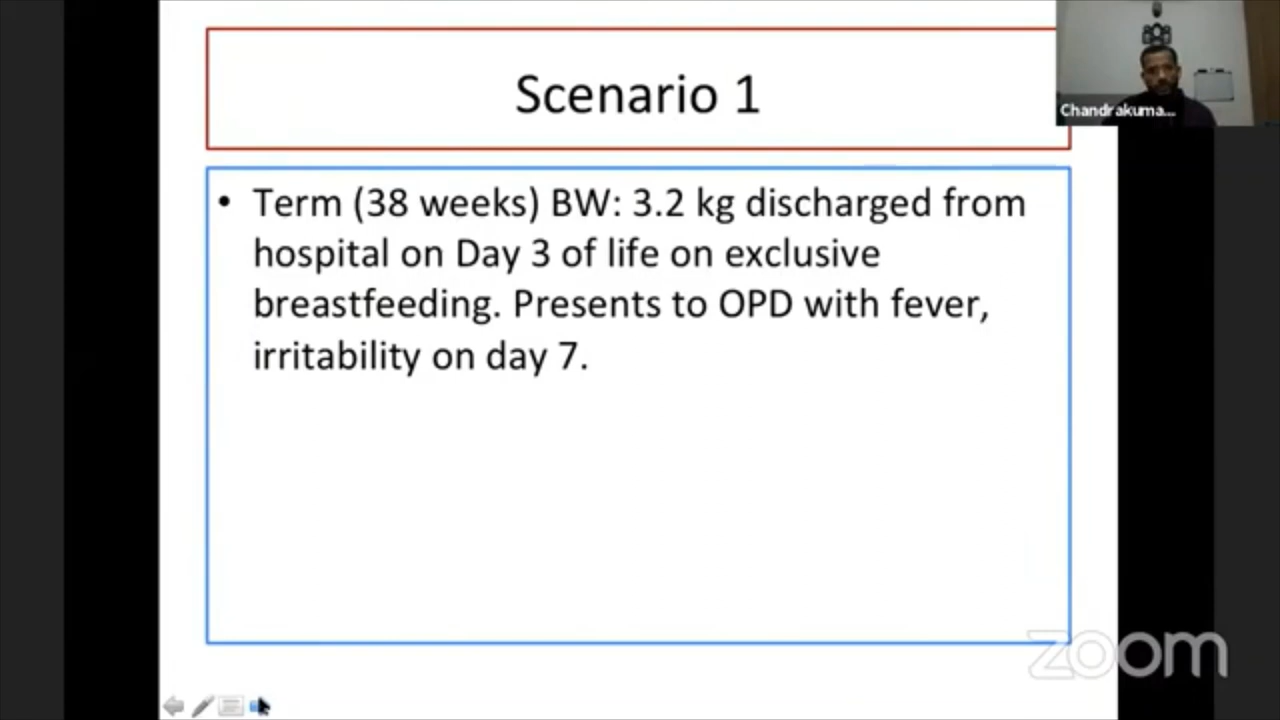 Scenario 1
Chandrakuma...
• Term (38 weeks) BW: 3.2 kg discharged from
hospital on Day 3 of life on exclusive
breastfeeding. Presents to OPD with fever,
irritability on day 7.
zoom